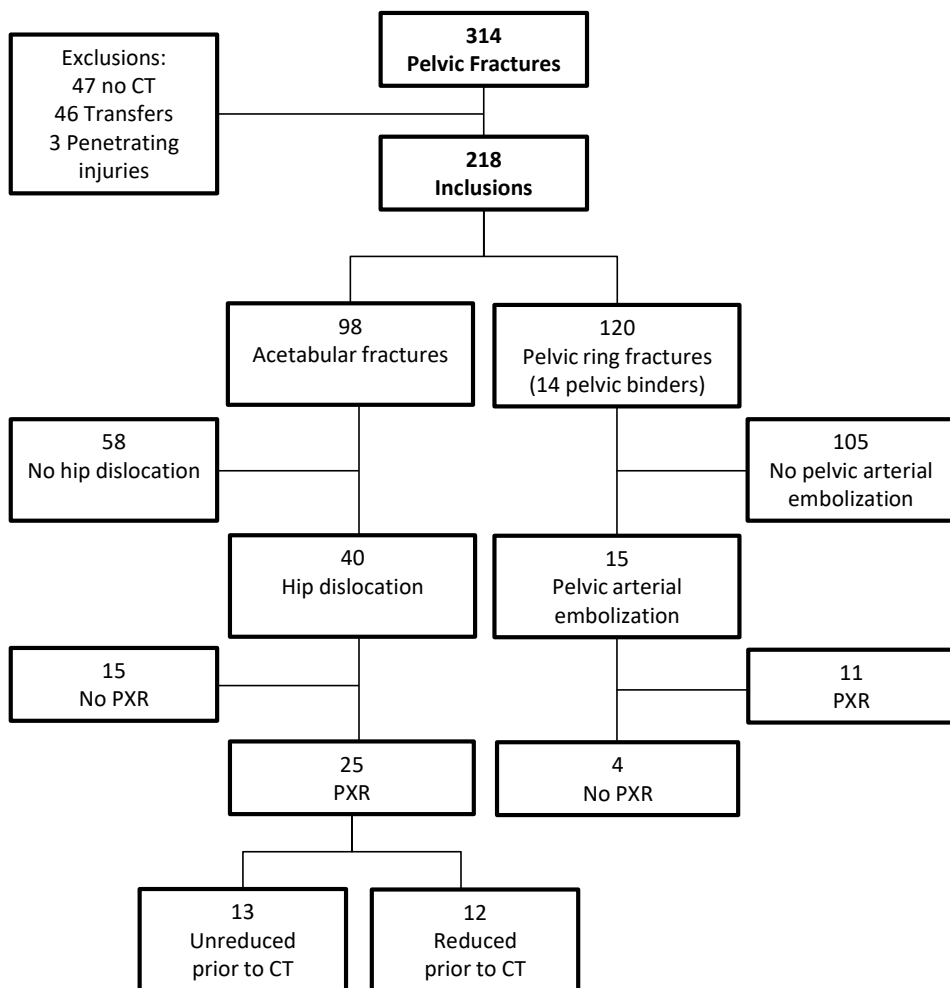 314
Pelvic Fractures
Exclusions:
47 no CT
46 Transfers
3 Penetrating
injuries
218
Inclusions
98
Acetabular fractures
120
Pelvic ring fractures
(14 pelvic binders)
58
No hip dislocation
105
No pelvic arterial
embolization
40
Hip dislocation
15
Pelvic arterial
embolization
15
No PXR
11
PXR
25
PXR
4
No PXR
13
Unreduced
prior to CT
12
Reduced
prior to CT